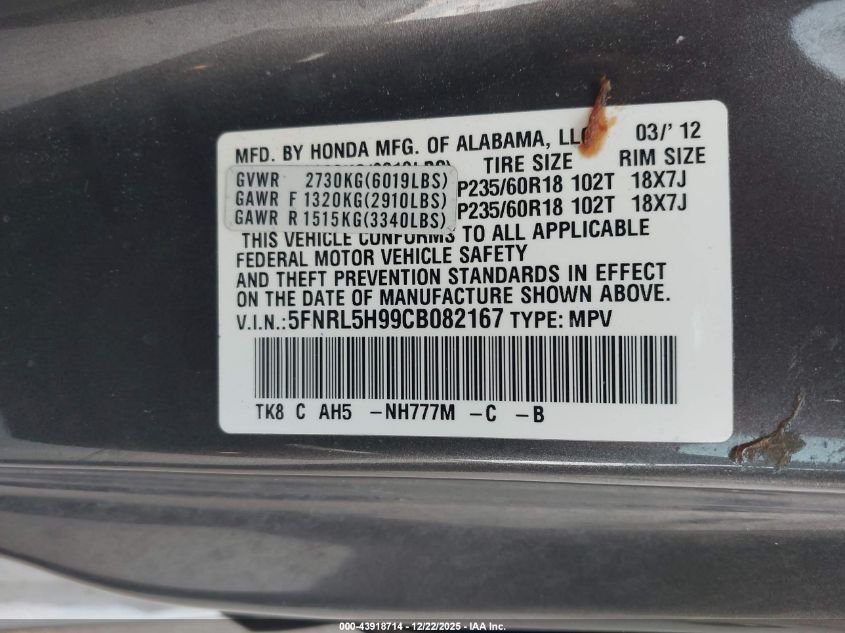 MFD. BY HONDA MFG. OF ALABAMA, LLC 03/'12
TIRE SIZE RIM SIZE
GVWR 2730KG(6019LBS)
GAWR F 1320KG(2910LBS) P235/60R18 102T 18X7J
GAWR R 1515KG(3340LBS) P235/60R18 102T 18X7J
THIS VEHICLE CONFORMS TO ALL APPLICABLE
FEDERAL MOTOR VEHICLE SAFETY
AND THEFT PREVENTION STANDARDS IN EFFECT
ON THE DATE OF MANUFACTURE SHOWN ABOVE.
V.I.N.:5FNRL5H99CB082167 TYPE: MPV
TK8 C AH5 -NH777M -C -B
000-43918714 - 12/22/2025 - IAA Inc.